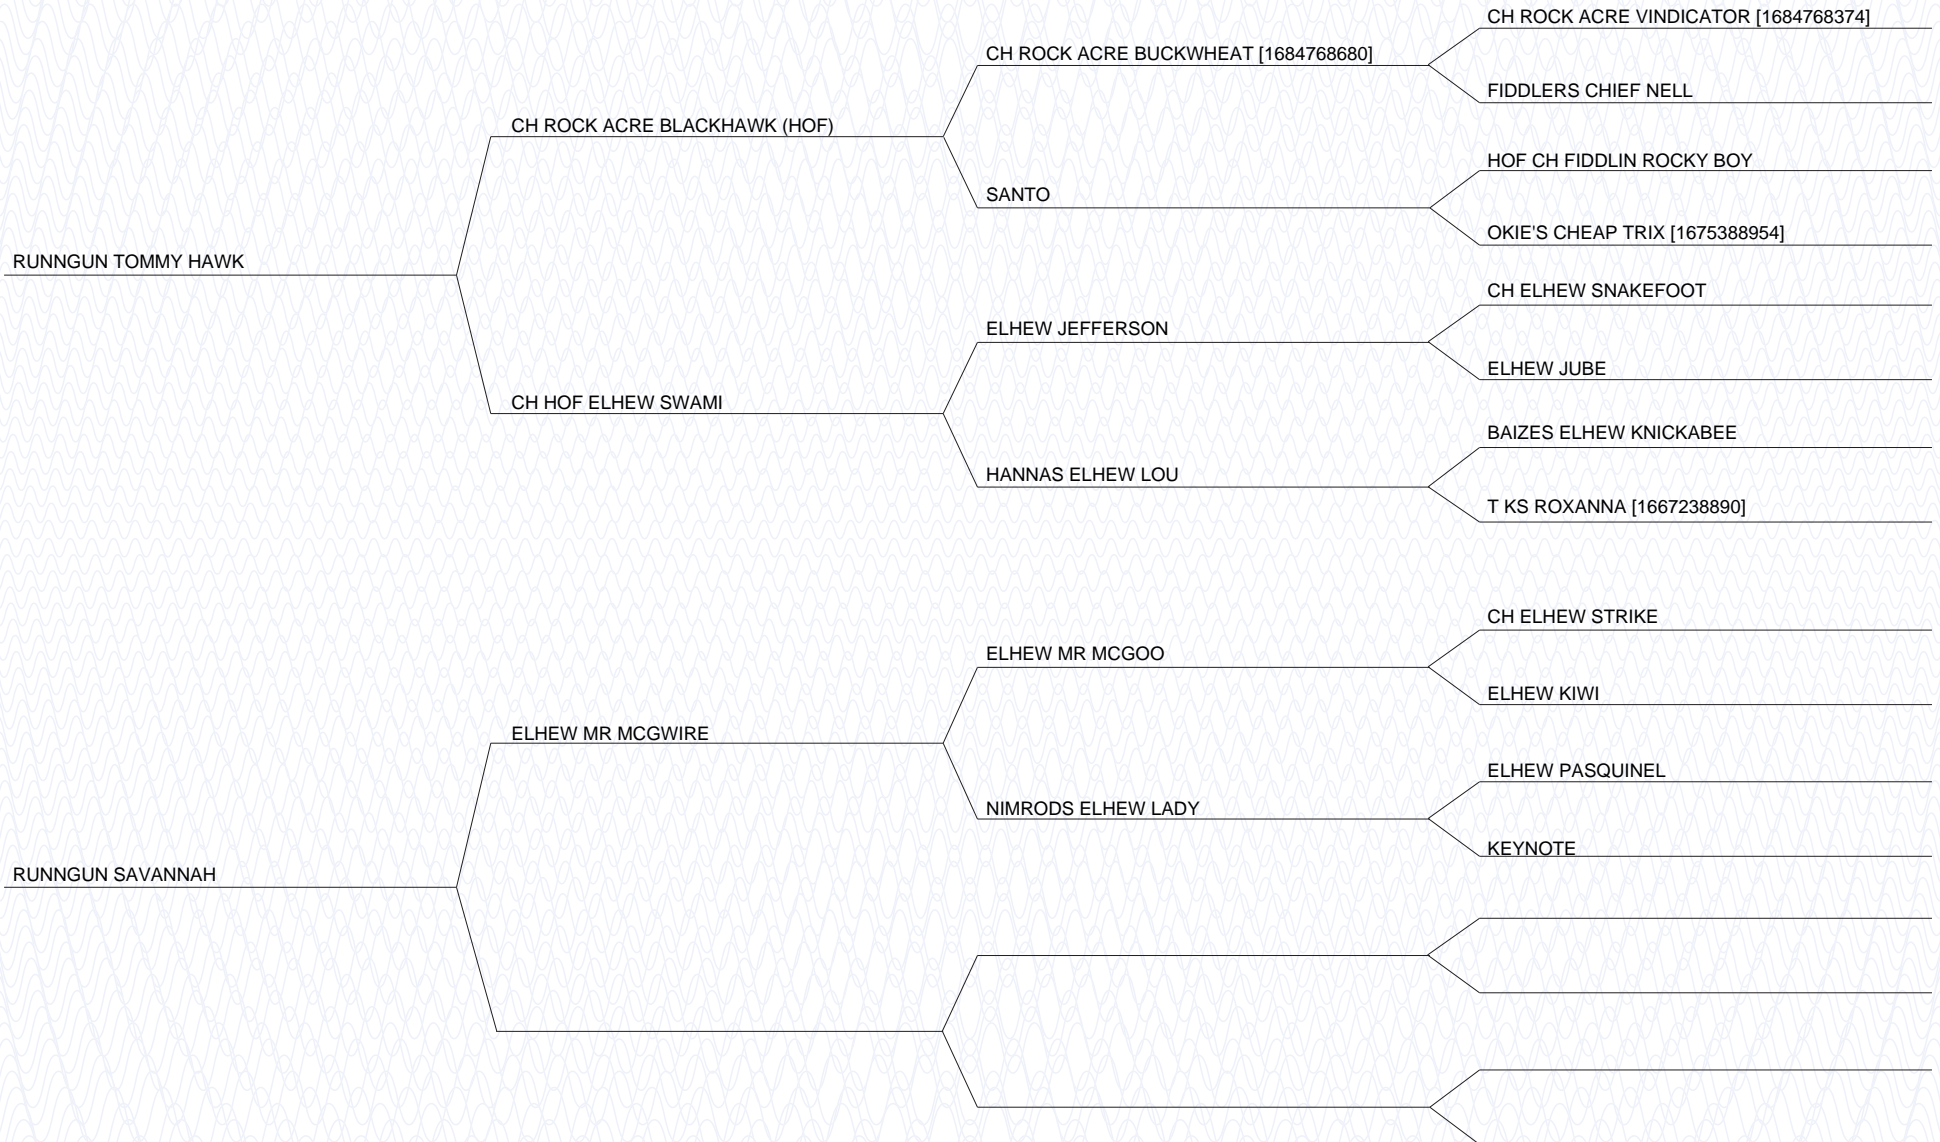 CH ROCK ACRE VINDICATOR [1684768374]
CH ROCK ACRE BUCKWHEAT [1684768680]
FIDDLERS CHIEF NELL
CH ROCK ACRE BLACKHAWK (HOF)
HOF CH FIDDLIN ROCKY BOY
SANTO
OKIE'S CHEAP TRIX [1675388954]
RUNNGUN TOMMY HAWK
CH ELHEW SNAKEFOOT
ELHEW JEFFERSON
ELHEW JUBE
CH HOF ELHEW SWAMI
BAIZES ELHEW KNICKABEE
HANNAS ELHEW LOU
T KS ROXANNA [1667238890]
CH ELHEW STRIKE
ELHEW MR MCGOO
ELHEW KIWI
ELHEW MR MCGWIRE
ELHEW PASQUINEL
NIMRODS ELHEW LADY
KEYNOTE
RUNNGUN SAVANNAH